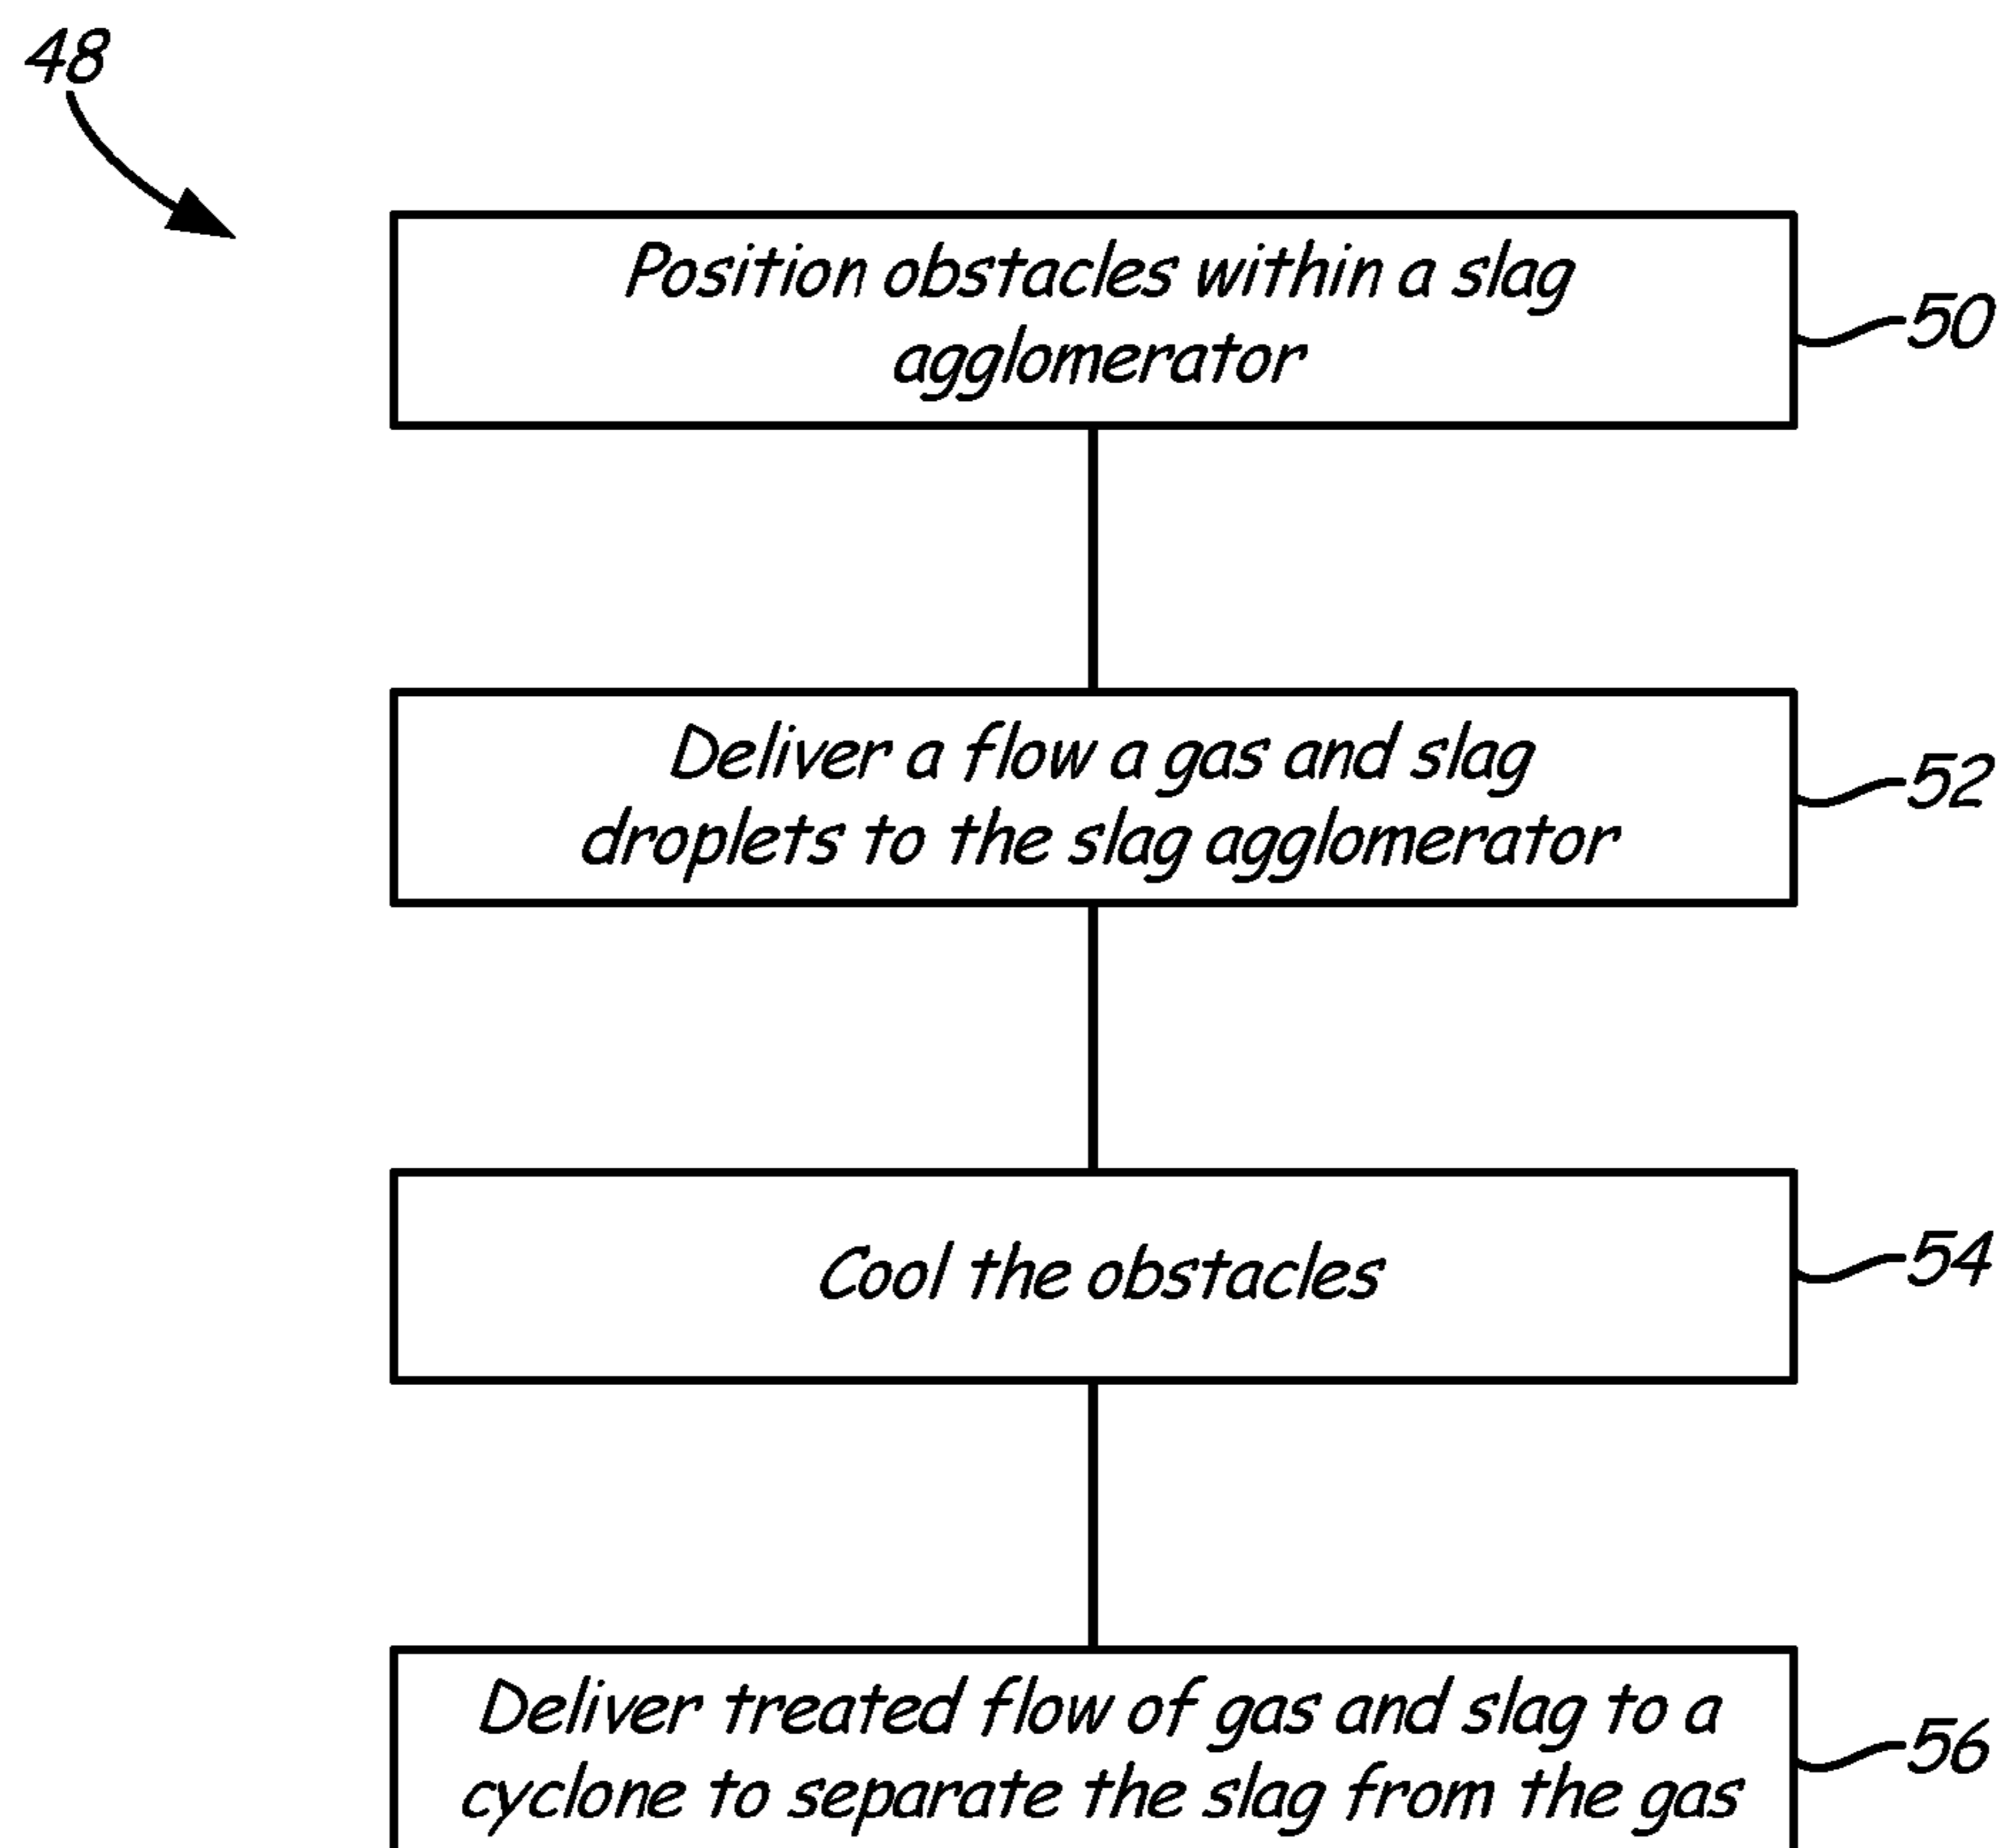 48
Position obstacles within a slag
agglomerator
50
Deliver a flow a gas and slag
droplets to the slag agglomerator
52
Cool the obstacles
54
Deliver treated flow of gas and slag to a
cyclone to separate the slag from the gas
56